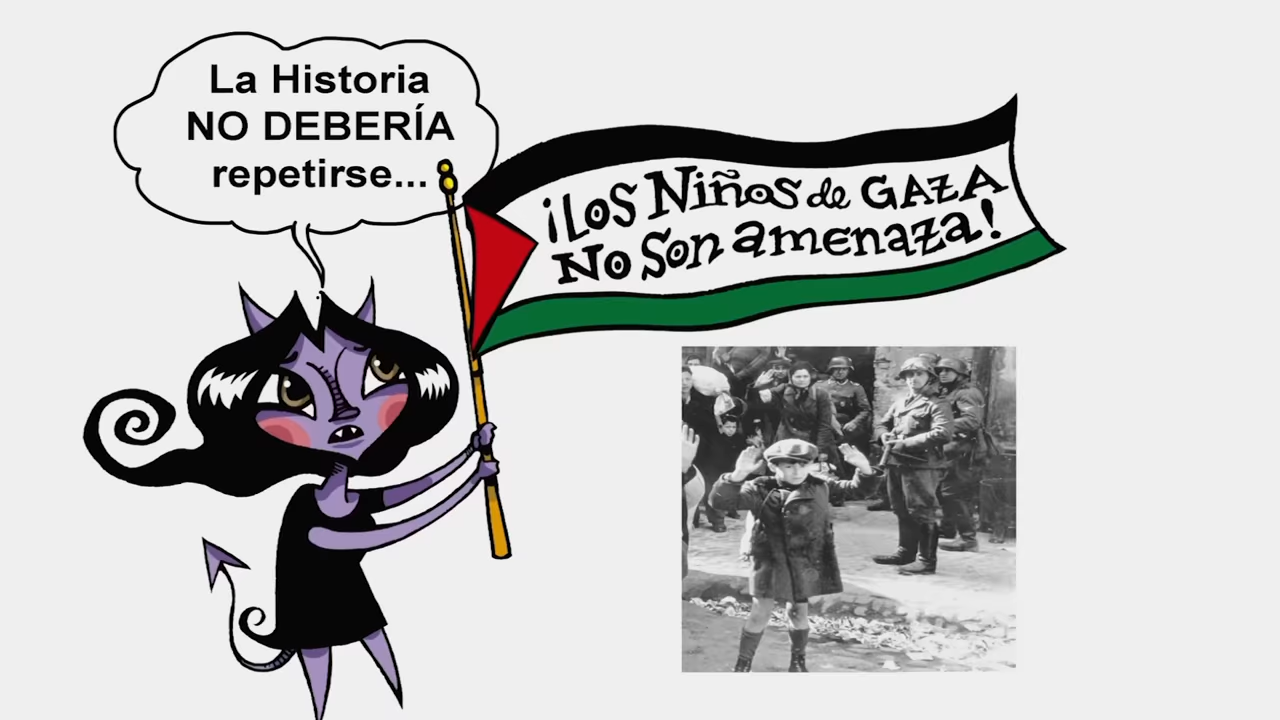 La Historia
NO DEBERÍA
repetirse...
¡Los Niños de GAZA
No Son amenaza!